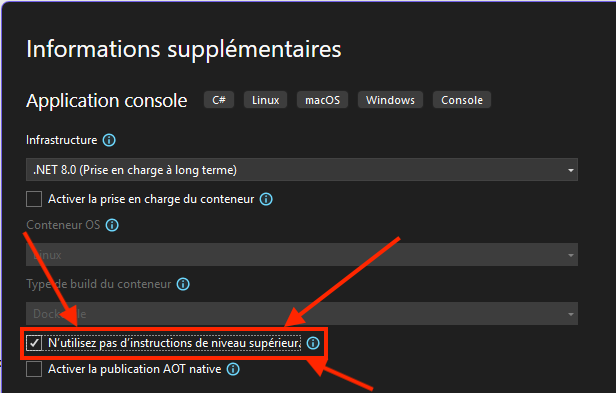 Informations supplémentaires
Application console C# Linux macOS Windows Console
Infrastructure
.NET 8.0 (Prise en charge à long terme)
Activer la prise en charge du conteneur
Conteneur OS
Linux
Type de build du conteneur
Dockerfile
N'utilisez pas d'instructions de niveau supérieur.
Activer la publication AOT native